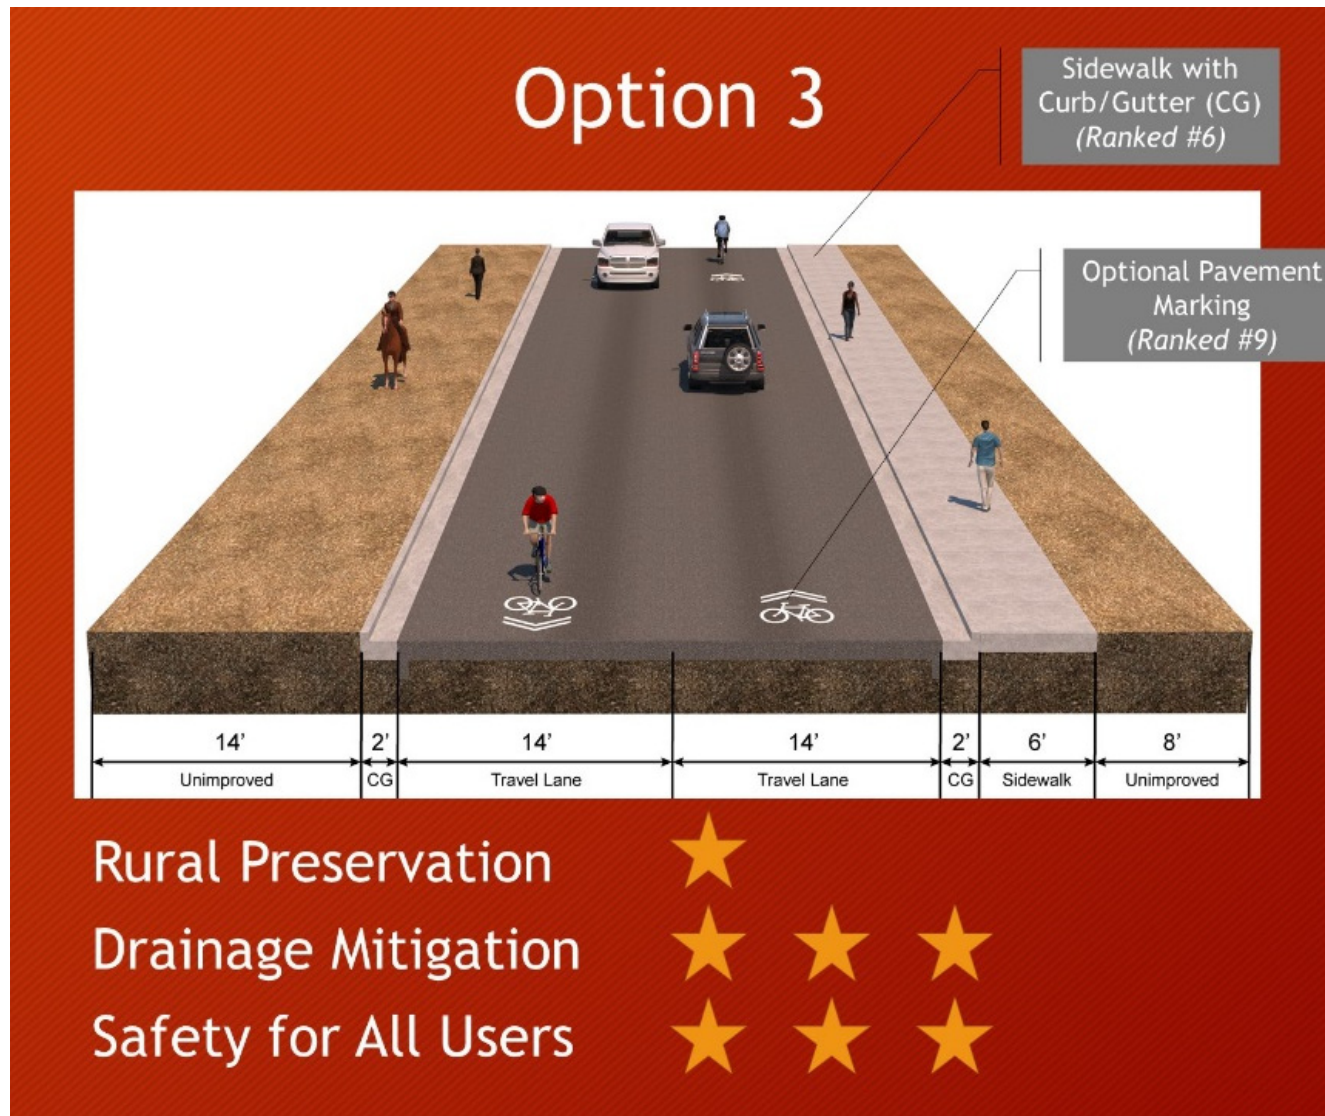 Option 3
Sidewalk with
Curb/Gutter (CG)
(Ranked #6)
Optional Pavement
Marking
(Ranked #9)
14’ 2’ 14’ 14’ 2’ 6’ 8’
Unimproved CG Travel Lane Travel Lane CG Sidewalk Unimproved
Rural Preservation
Drainage Mitigation
Safety for All Users